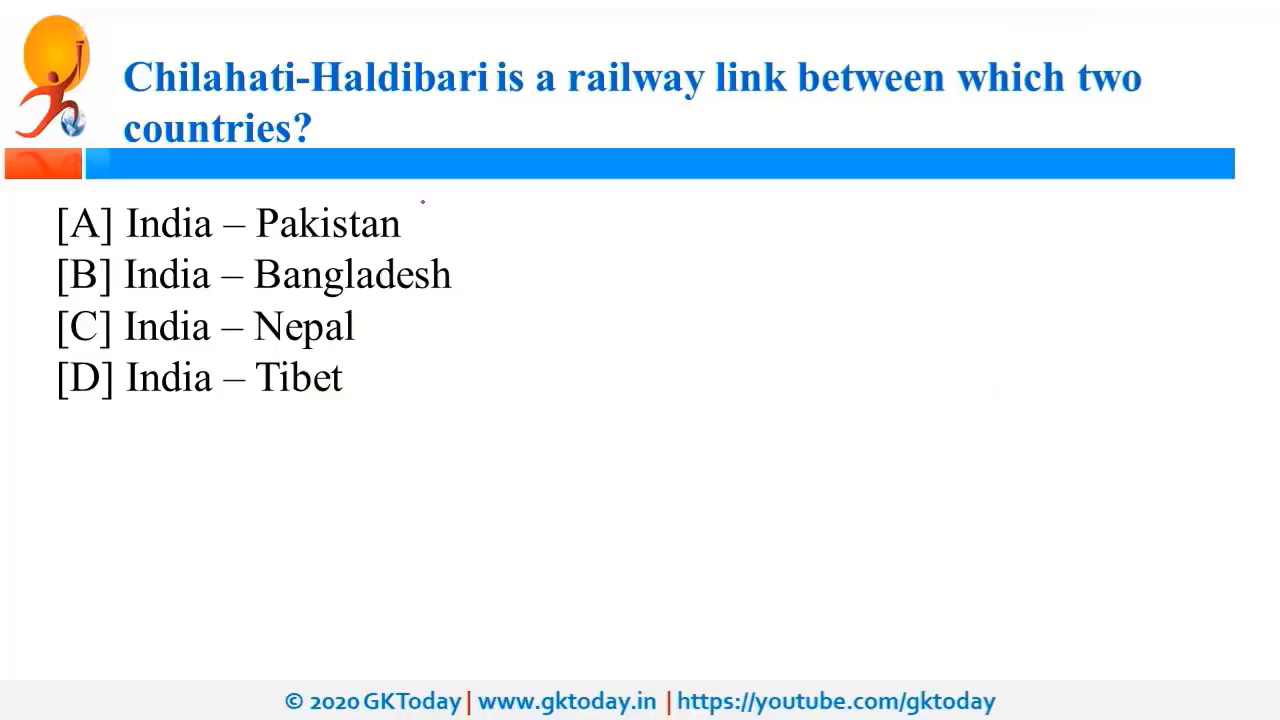 Chilahati-Haldibari is a railway link between which two
countries?
[A] India – Pakistan
[B] India – Bangladesh
[C] India – Nepal
[D] India – Tibet
© 2020 GKToday | www.gktoday.in | https://youtube.com/gktoday